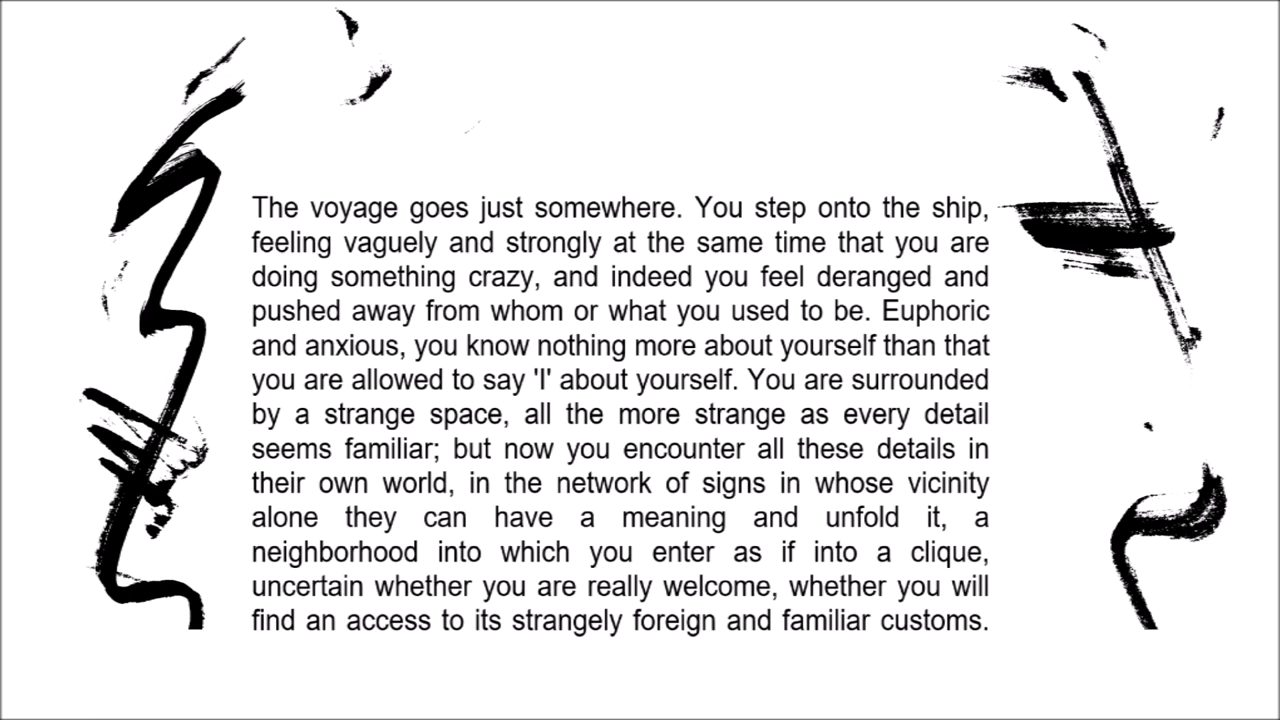 The voyage goes just somewhere. You step onto the ship,
feeling vaguely and strongly at the same time that you are
doing something crazy, and indeed you feel deranged and
pushed away from whom or what you used to be. Euphoric
and anxious, you know nothing more about yourself than that
you are allowed to say 'I' about yourself. You are surrounded
by a strange space, all the more strange as every detail
seems familiar; but now you encounter all these details in
their own world, in the network of signs in whose vicinity
alone they can have a meaning and unfold it, a
neighborhood into which you enter as if into a clique,
uncertain whether you are really welcome, whether you will
find an access to its strangely foreign and familiar customs.